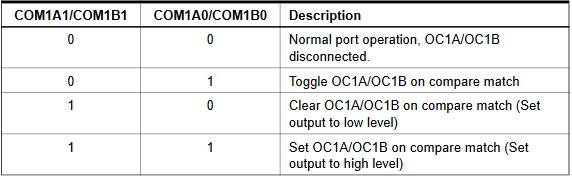 COM1A1/COM1B1 COM1A0/COM1B0 Description
0 0 Normal port operation, OC1A/OC1B
disconnected.
0 1 Toggle OC1A/OC1B on compare match
1 0 Clear OC1A/OC1B on compare match (Set
output to low level)
1 1 Set OC1A/OC1B on compare match (Set
output to high level)